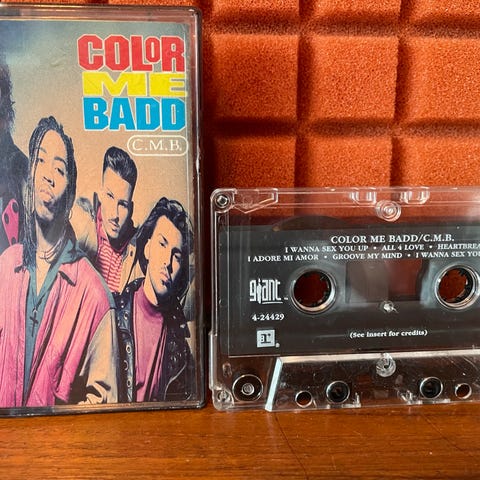 COLOR
ME
BADD
C.M.B.
COLOR ME BADD/C.M.B.
I WANNA SEX YOU UP • ALL 4 LOVE • HEARTBREA
I ADORE MI AMOR • GROOVE MY MIND • I WANNA SEX YOU
giant
4-24429
r
(See insert for credits)